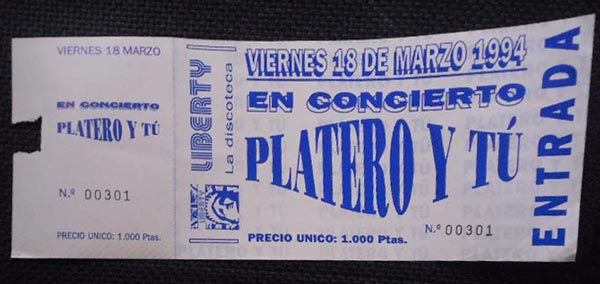 VIERNES 18 MARZO
EN CONCIERTO
PLATERO Y TÚ
N.º 00301
PRECIO UNICO: 1.000 Ptas.
LIBERTY
La discoteca
LIBERTY
VIERNES 18 DE MARZO 1994
EN CONCIERTO
PLATERO Y TÚ
N.º 00301
PRECIO UNICO: 1.000 Ptas.
ENTRADA